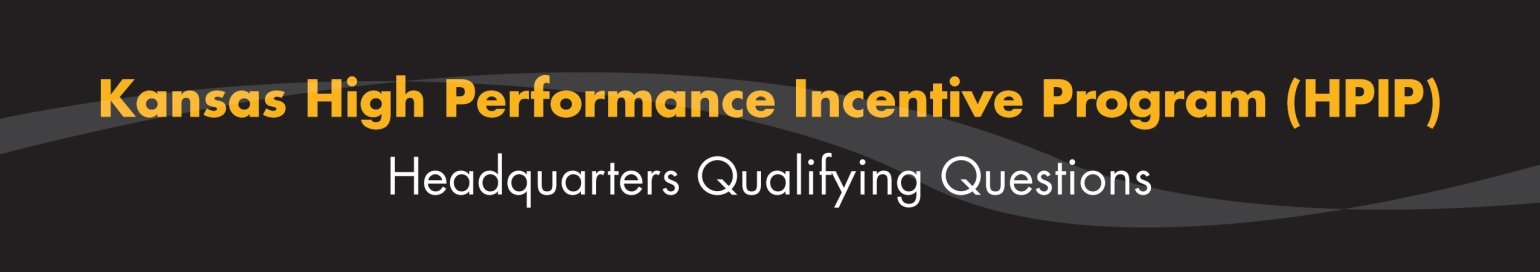 Kansas High Performance Incentive Program (HPIP)
Headquarters Qualifying Questions